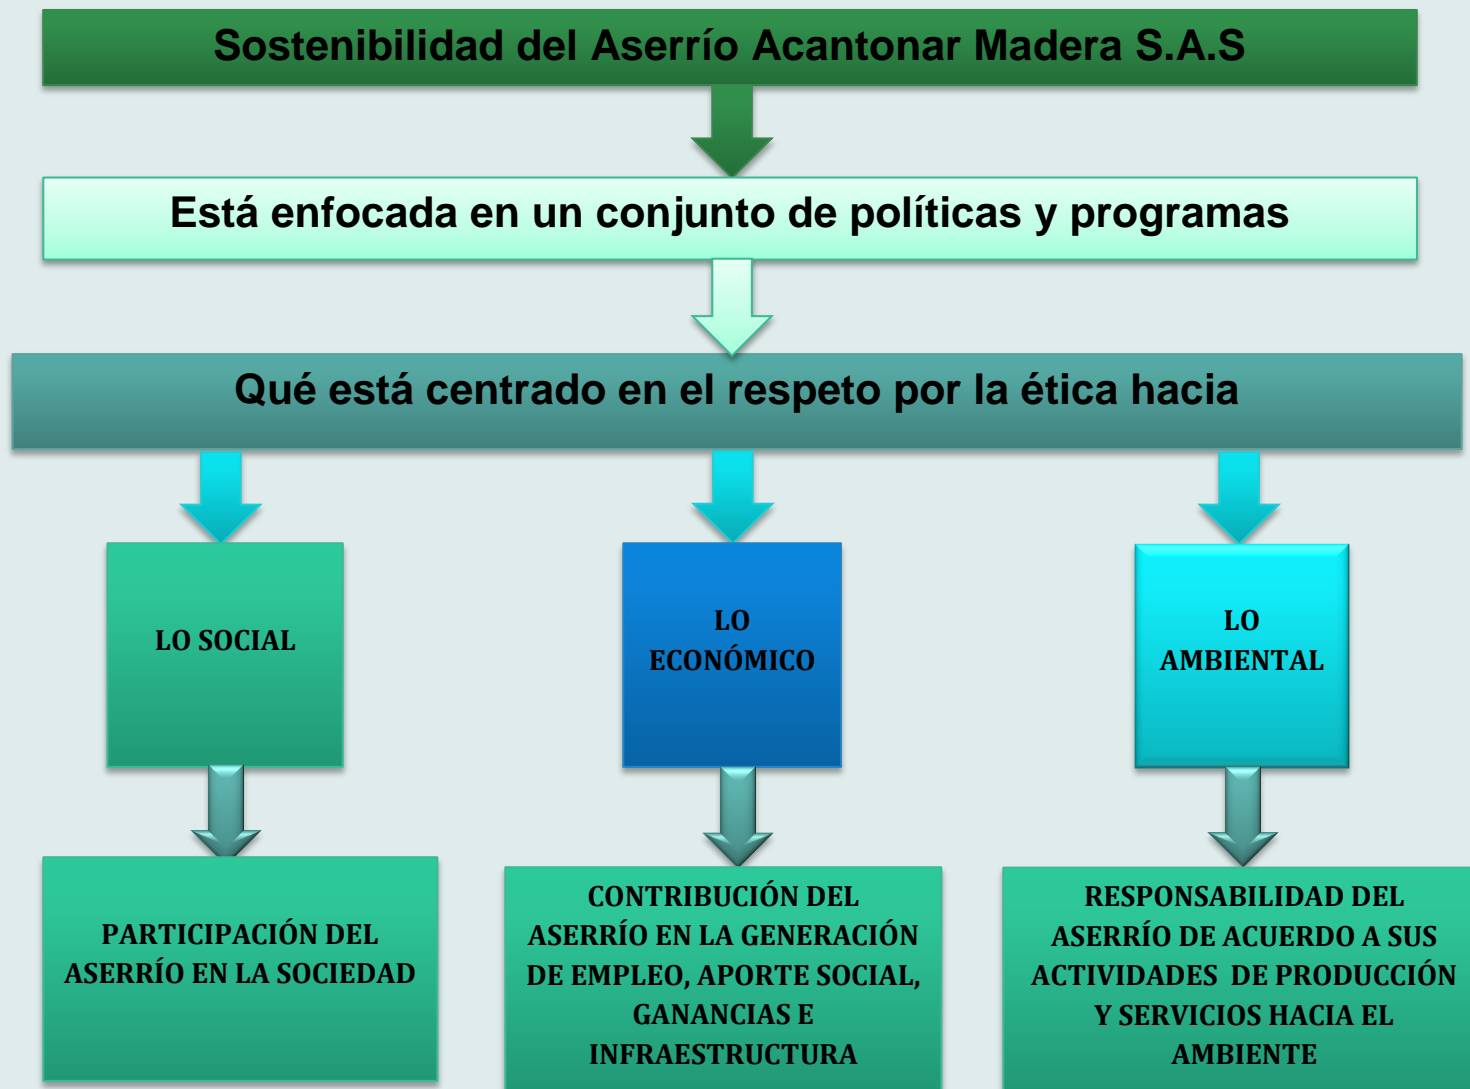 Sostenibilidad del Aserrío Acantonar Madera S.A.S
Está enfocada en un conjunto de políticas y programas
Qué está centrado en el respeto por la ética hacia
LO SOCIAL
LO
ECONÓMICO
LO
AMBIENTAL
PARTICIPACIÓN DEL
ASERRÍO EN LA SOCIEDAD
CONTRIBUCIÓN DEL
ASERRÍO EN LA GENERACIÓN
DE EMPLEO, APORTE SOCIAL,
GANANCIAS E
INFRAESTRUCTURA
RESPONSABILIDAD DEL
ASERRÍO DE ACUERDO A SUS
ACTIVIDADES  DE PRODUCCIÓN
Y SERVICIOS HACIA EL
AMBIENTE